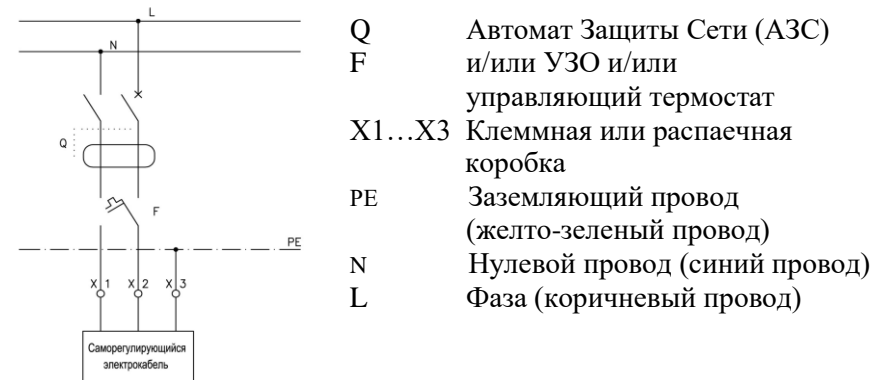 L
N
Q
F
PE
X 1 X 2 X 3
Саморегулирующийся
электрокабель
Q Автомат Защиты Сети (АЗС)
F и/или УЗО и/или
управляющий термостат
X1…X3 Клеммная или распаечная
коробка
PE Заземляющий провод
(желто-зеленый провод)
N Нулевой провод (синий провод)
L Фаза (коричневый провод)